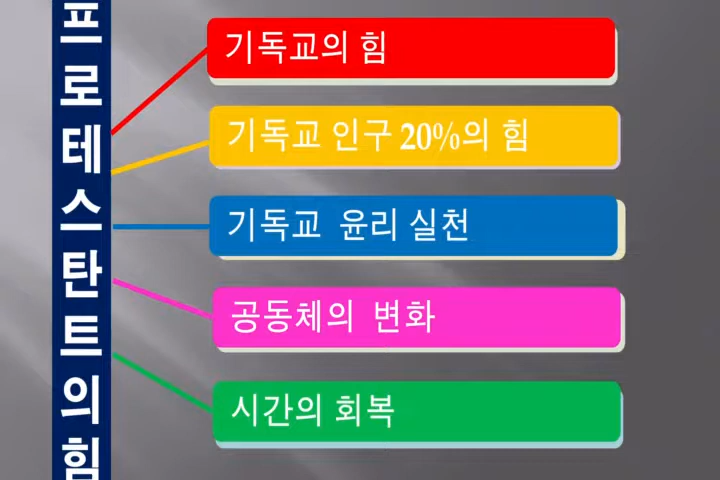 프로테스탄트의힘
기독교의 힘
기독교 인구 20%의 힘
기독교 윤리 실천
공동체의 변화
시간의 회복